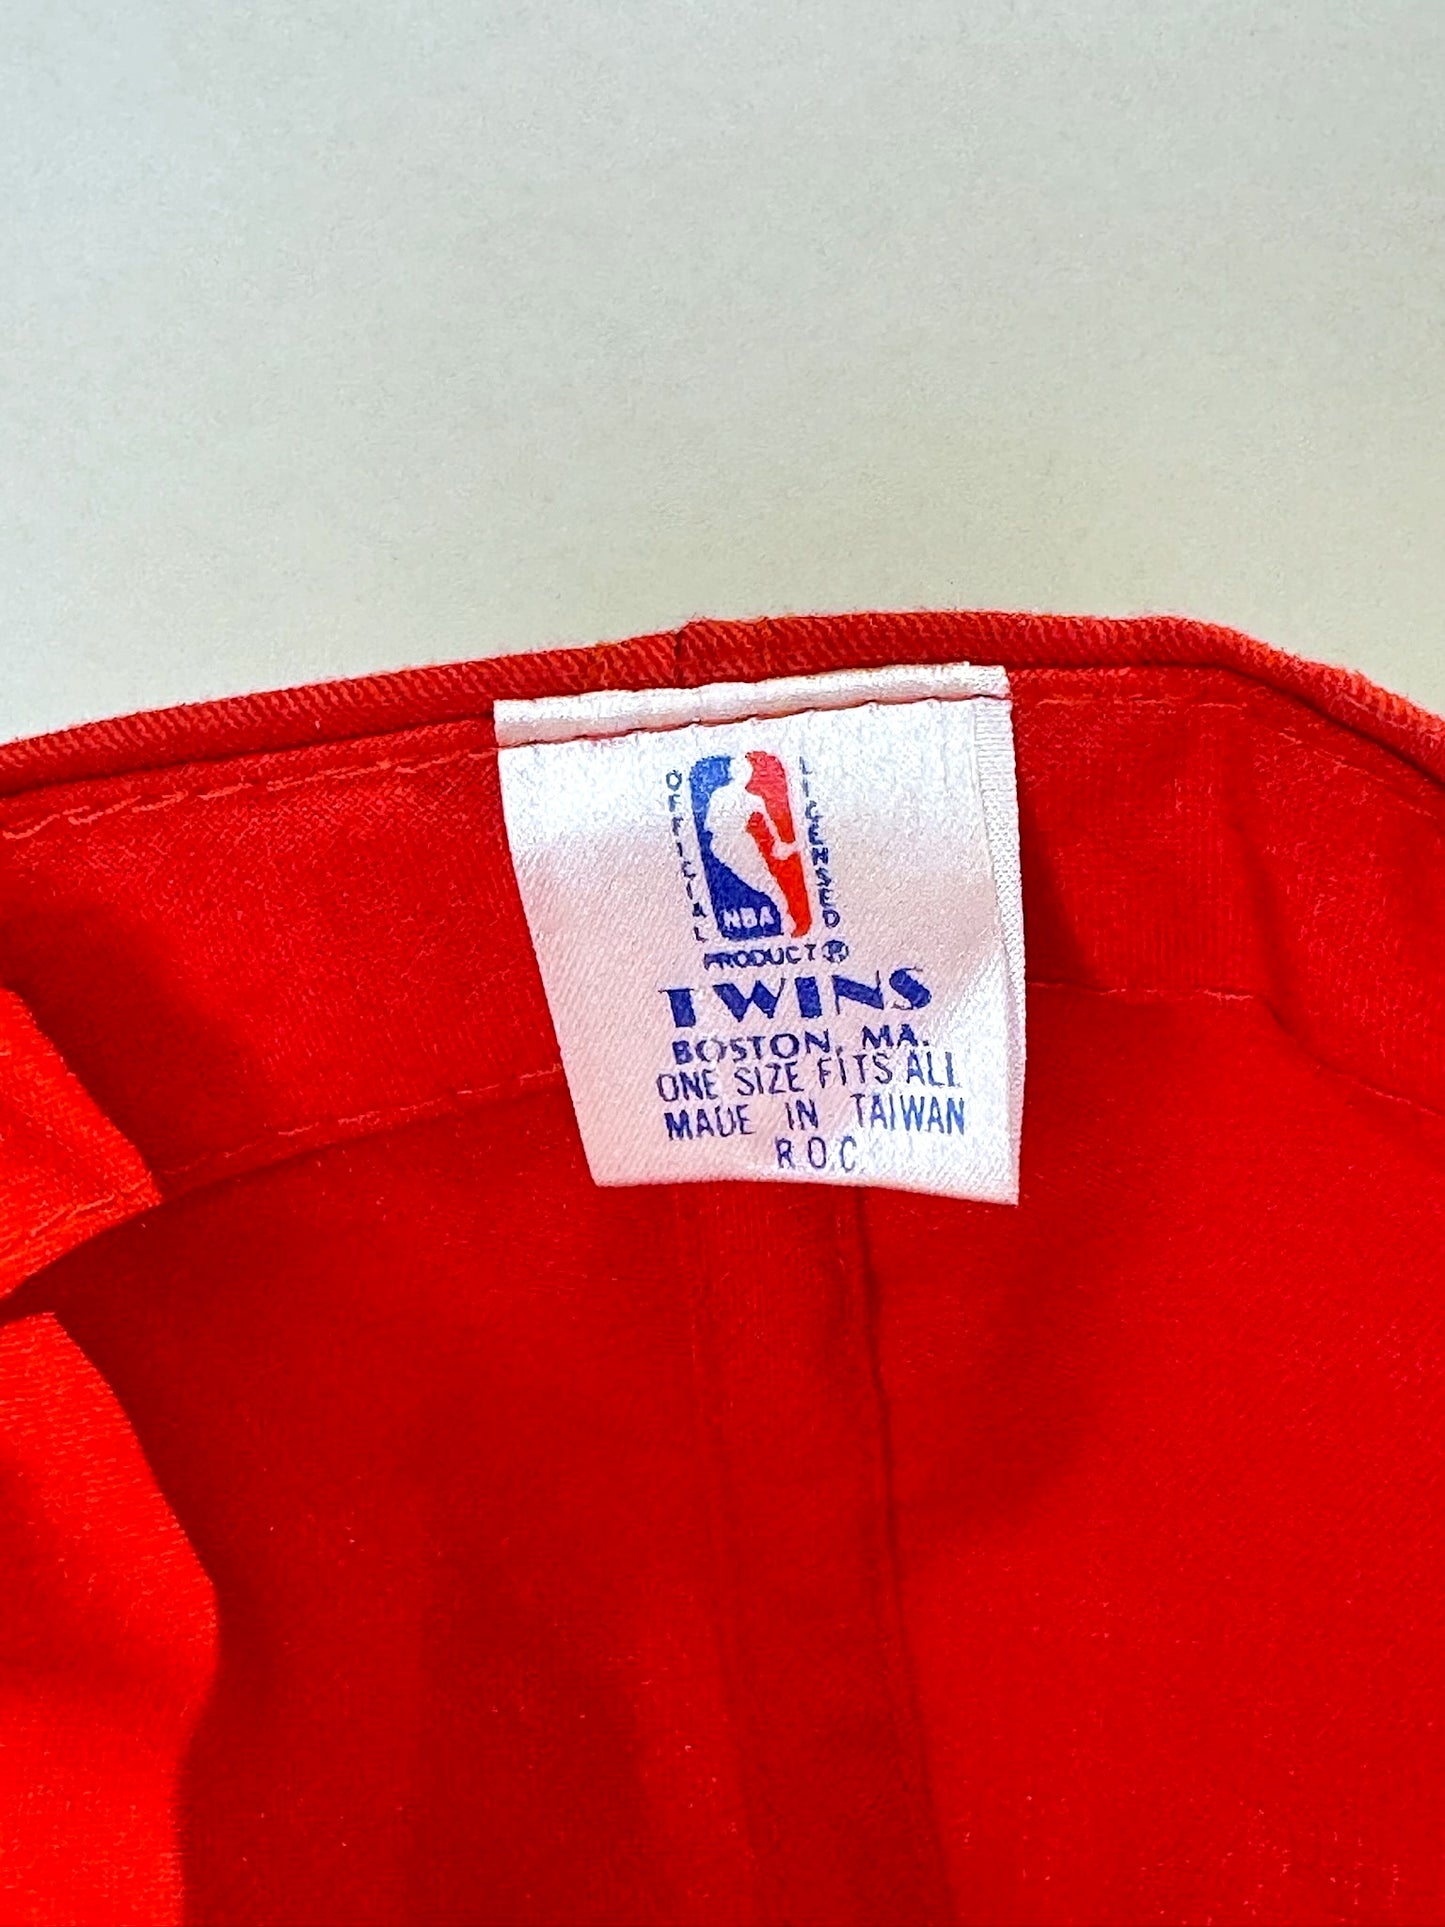 OFFICIAL
LICENSED
NBA
PRODUCT
TWINS
BOSTON, MA.
ONE SIZE FITS ALL
MADE IN TAIWAN
R.O.C.